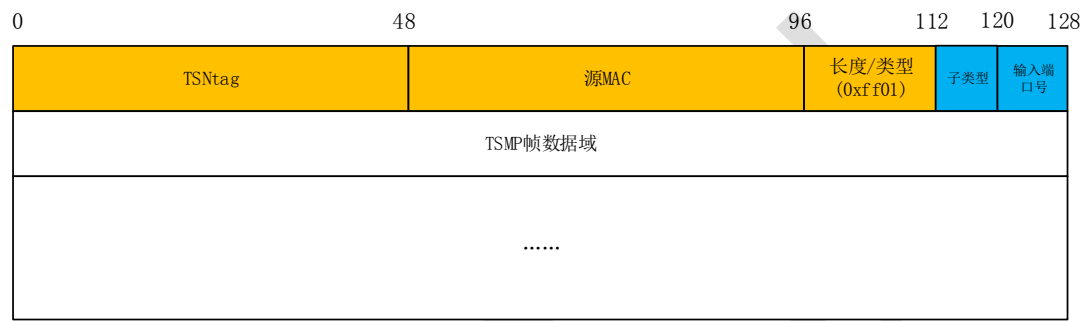 0 48 96 112 120 128
TSNtag 源MAC 长度/类型 子类型 输入端
(0xff01) 口号
TSMP帧数据域
……